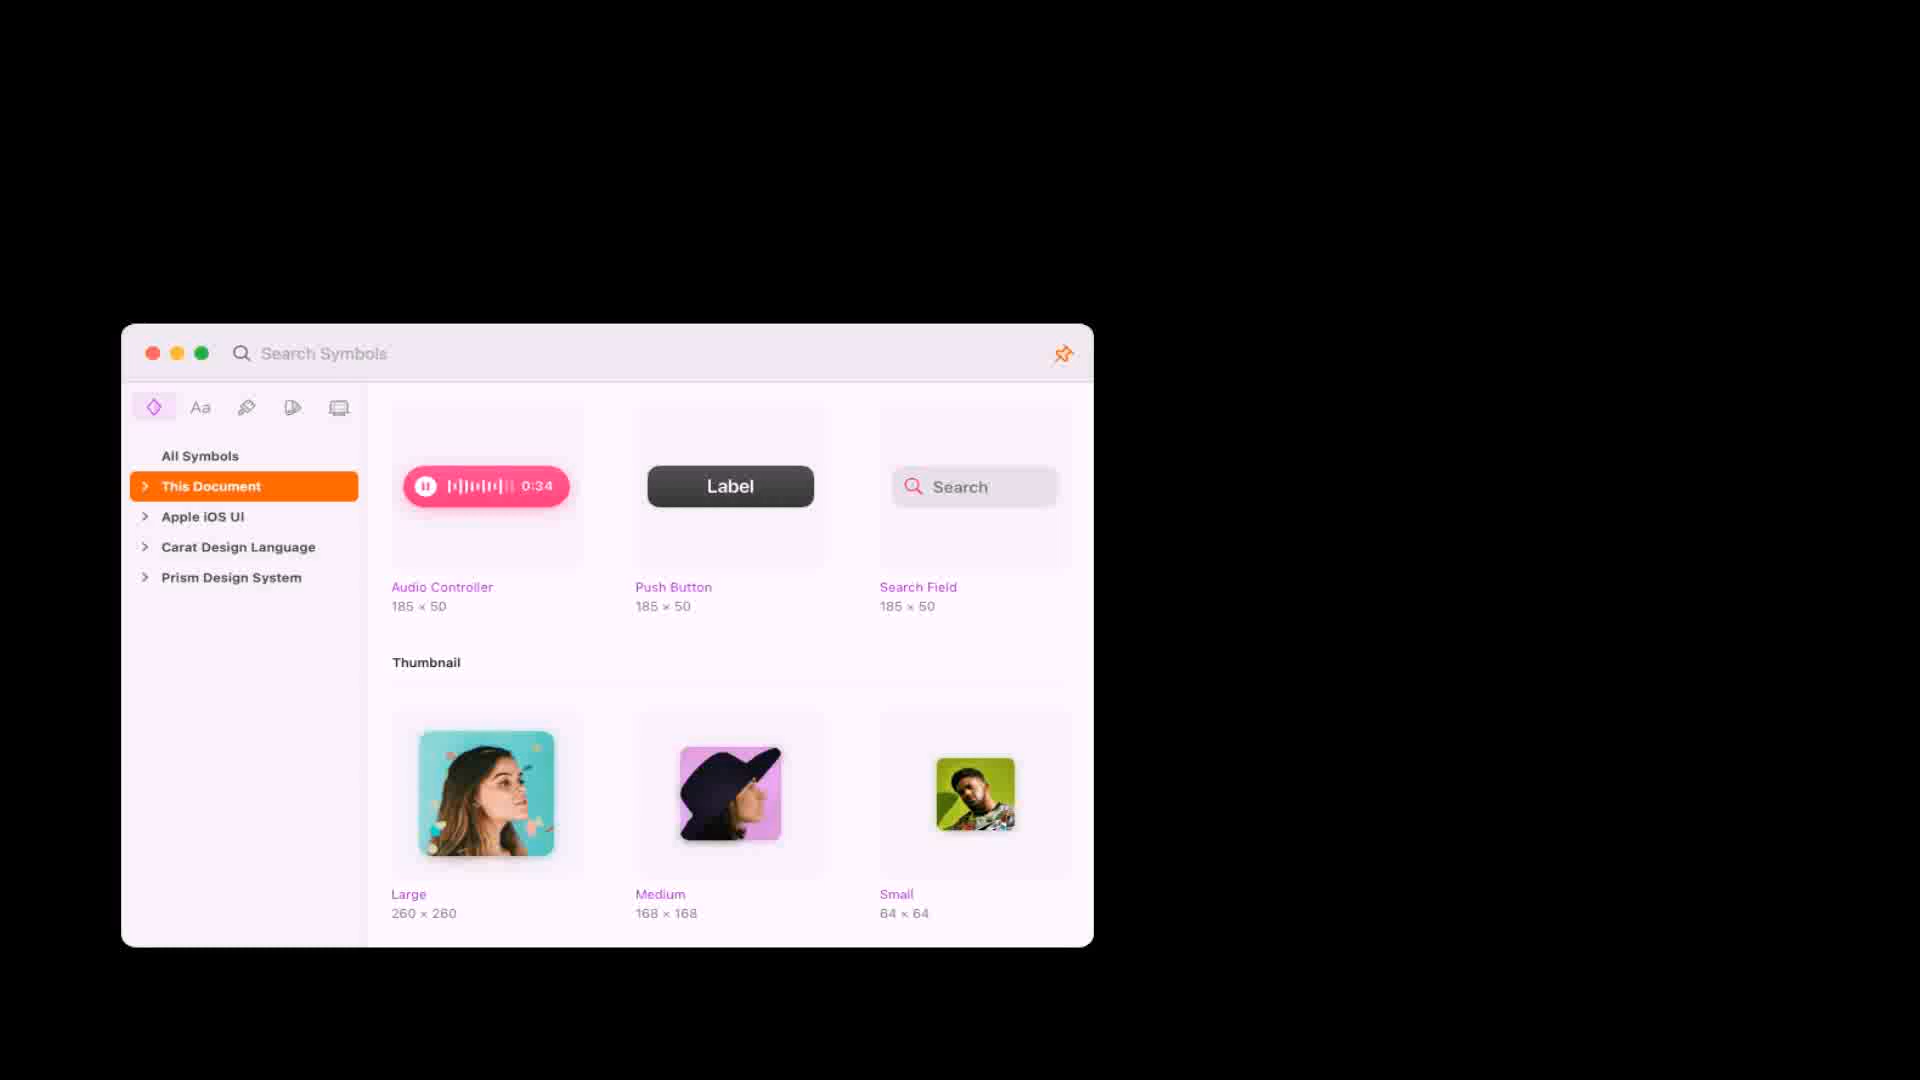 Search Symbols
Aa
All Symbols
This Document
Apple iOS UI
Carat Design Language
Prism Design System
0:34
Label
Search
Audio Controller
185 × 50
Push Button
185 × 50
Search Field
185 × 50
Thumbnail
Large
260 × 260
Medium
168 × 168
Small
64 × 64